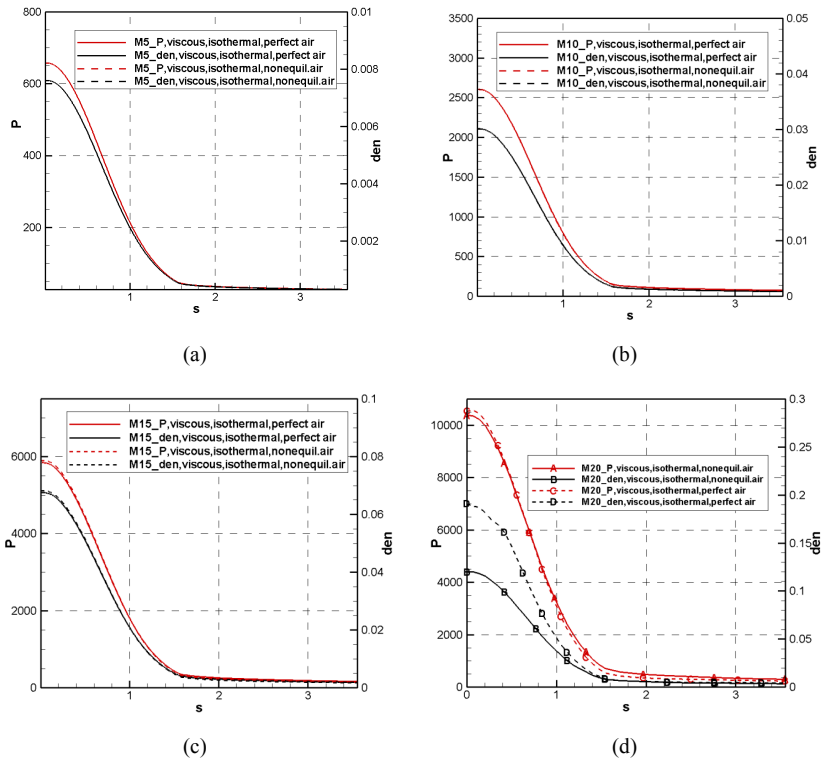 800
600
400
200
P
0.01
0.008
0.006
0.004
0.002
den
M5_P,viscous,isothermal,perfect air
M5_den,viscous,isothermal,perfect air
M5_P,viscous,isothermal,nonequil.air
M5_den,viscous,isothermal,nonequil.air
1
2
3
s
(a)
3500
3000
2500
2000
1500
1000
500
0
P
0.05
0.04
0.03
0.02
0.01
0
den
M10_P,viscous,isothermal,perfect air
M10_den,viscous,isothermal,perfect air
M10_P,viscous,isothermal,nonequil.air
M10_den,viscous,isothermal,nonequil.air
1
2
3
s
(b)
6000
4000
2000
0
P
0.1
0.08
0.06
0.04
0.02
0
den
M15_P,viscous,isothermal,perfect air
M15_den,viscous,isothermal,perfect air
M15_P,viscous,isothermal,nonequil.air
M15_den,viscous,isothermal,nonequil.air
1
2
3
s
(c)
10000
8000
6000
4000
2000
0
P
0.3
0.25
0.2
0.15
0.1
0.05
0
den
A M20_P,viscous,isothermal,nonequil.air
B M20_den,viscous,isothermal,nonequil.air
C M20_P,viscous,isothermal,perfect air
D M20_den,viscous,isothermal,perfect air
0
1
2
3
s
(d)